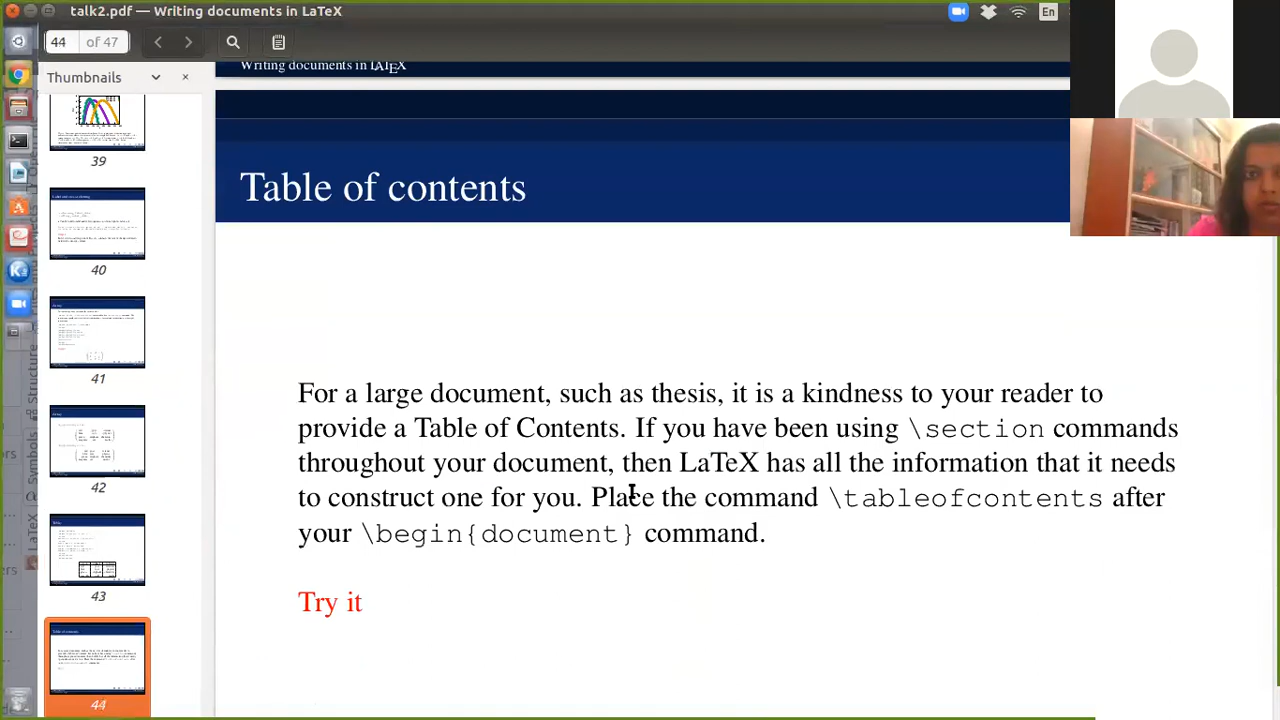 talk2.pdf — Writing documents in LaTeX
En
44 of 47
Thumbnails
Writing documents in LATEX
Table of contents
39
40
41
42
43
44
For a large document, such as thesis, it is a kindness to your reader to
provide a Table of Contents. If you have been using \section commands
throughout your document, then LaTeX has all the information that it needs
to construct one for you. Place the command \tableofcontents after
your \begin{document} command.
Try it